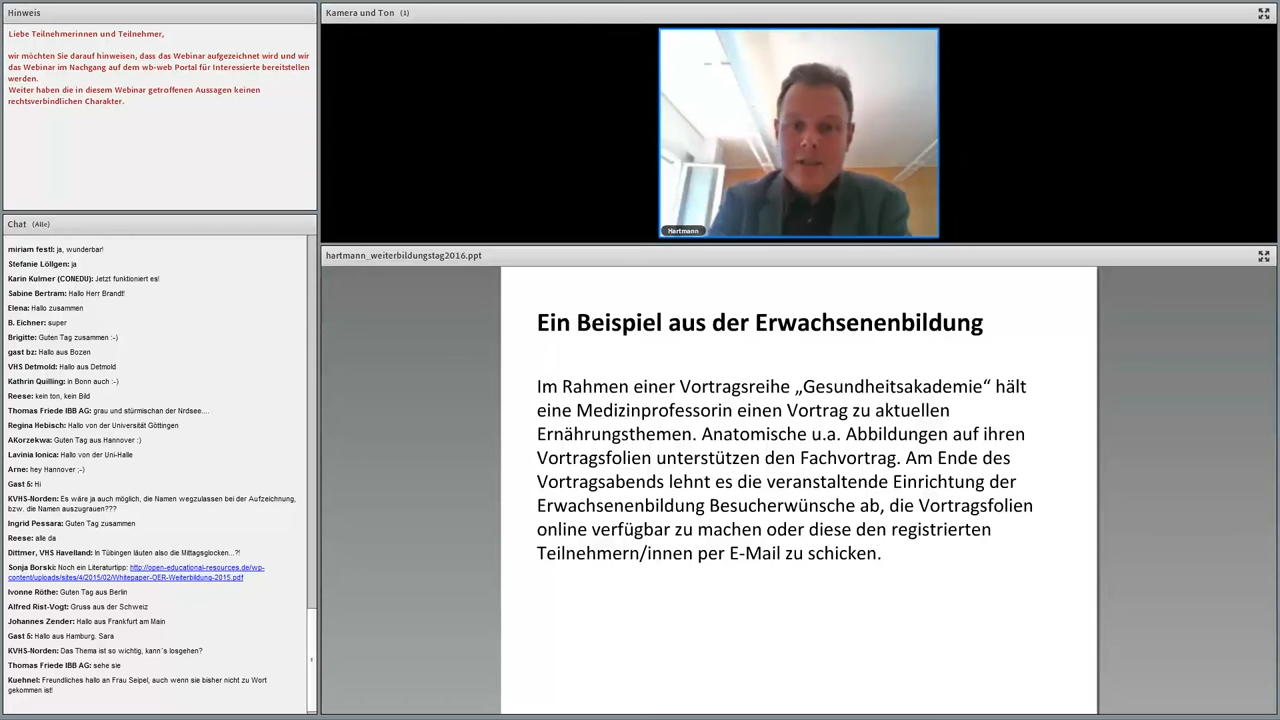 Hinweis
Liebe Teilnehmerinnen und Teilnehmer,
wir möchten Sie darauf hinweisen, dass das Webinar aufgezeichnet wird und wir
das Webinar im Nachgang auf dem wb-web Portal für Interessierte bereitstellen
werden.
Weiter haben die in diesem Webinar getroffenen Aussagen keinen
rechtsverbindlichen Charakter.
Chat (Alle)
miriam festl: ja, wunderbar!
Stefanie Löllgen: ja
Karin Kulmer (CONEDU): Jetzt funktioniert es!
Sabine Bertram: Hallo Herr Brandt!
Elena: Hallo zusammen
B. Eichner: super
Brigitte: Guten Tag zusammen :-)
gast bz: Hallo aus Bozen
VHS Detmold: Hallo aus Detmold
Kathrin Quilling: in Bonn auch :-)
Reese: kein ton, kein Bild
Thomas Friede IBB AG: grau und stürmischan der Nrdsee....
Regina Hebisch: Hallo von der Universität Göttingen
AKorzekwa: Guten Tag aus Hannover :)
Lavinia Ionica: Hallo von der Uni-Halle
Arne: hey Hannover ;-)
Gast 5: Hi
KVHS-Norden: Es wäre ja auch möglich, die Namen wegzulassen bei der Aufzeichnung,
bzw. die Namen auszugrauen???
Ingrid Pessara: Guten Tag zusammen
Reese: alle da
Dittmer, VHS Havelland: In Tübingen läuten also die Mittagsglocken...?!
Sonja Borski: Noch ein Literaturtipp: http://open-educational-resources.de/wp-
content/uploads/sites/4/2015/02/Whitepaper-OER-Weiterbildung-2015.pdf
Ivonne Röthe: Guten Tag aus Berlin
Alfred Rist-Vogt: Gruss aus der Schweiz
Johannes Zender: Hallo aus Frankfurt am Main
Gast 5: Hallo aus Hamburg. Sara
KVHS-Norden: Das Thema ist so wichtig, kann´s losgehen?
Thomas Friede IBB AG: sehe sie
Kuehnel: Freundliches hallo an Frau Seipel, auch wenn sie bisher nicht zu Wort
gekommen ist!
Kamera und Ton (1)
Hartmann
hartmann_weiterbildungstag2016.ppt
Ein Beispiel aus der Erwachsenenbildung
Im Rahmen einer Vortragsreihe „Gesundheitsakademie“ hält
eine Medizinprofessorin einen Vortrag zu aktuellen
Ernährungsthemen. Anatomische u.a. Abbildungen auf ihren
Vortragsfolien unterstützen den Fachvortrag. Am Ende des
Vortragsabends lehnt es die veranstaltende Einrichtung der
Erwachsenenbildung Besucherwünsche ab, die Vortragsfolien
online verfügbar zu machen oder diese den registrierten
Teilnehmern/innen per E-Mail zu schicken.